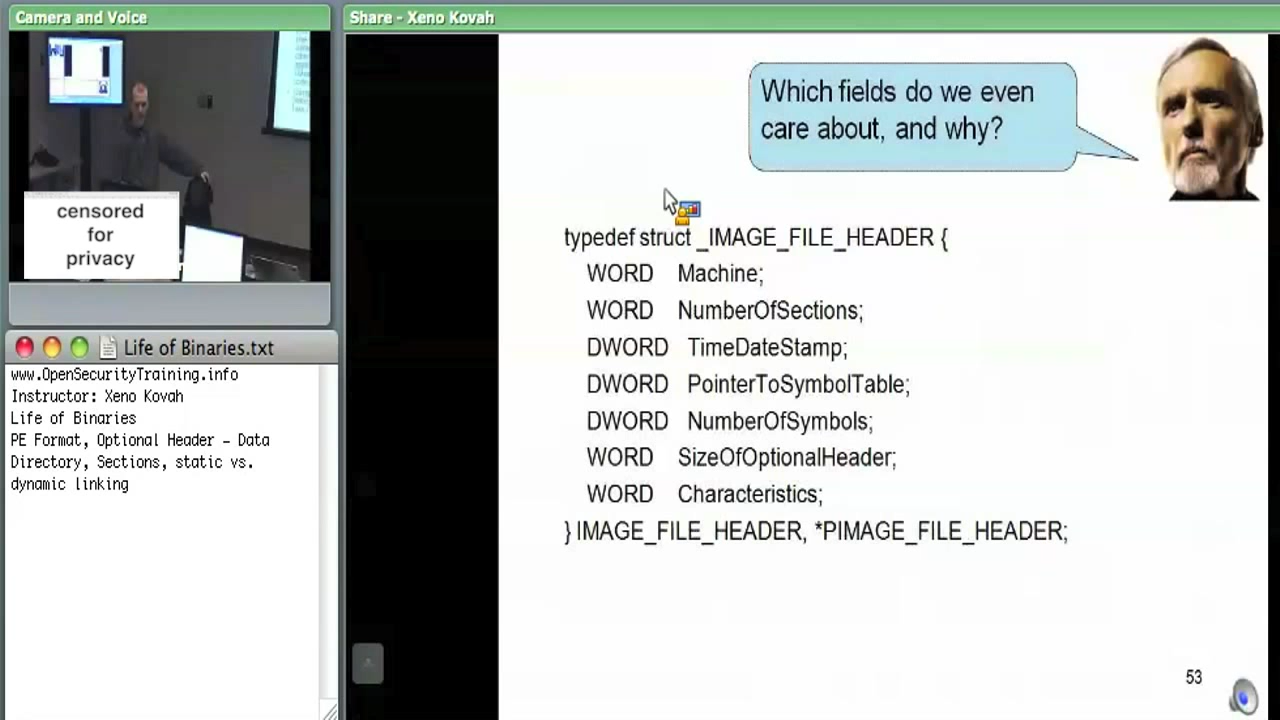 Camera and Voice
Share - Xeno Kovah
censored
for
privacy
Life of Binaries.txt
www.OpenSecurityTraining.info
Instructor: Xeno Kovah
Life of Binaries
PE Format, Optional Header – Data
Directory, Sections, static vs.
dynamic linking
Which fields do we even
care about, and why?
typedef struct _IMAGE_FILE_HEADER {
WORD Machine;
WORD NumberOfSections;
DWORD TimeDateStamp;
DWORD PointerToSymbolTable;
DWORD NumberOfSymbols;
WORD SizeOfOptionalHeader;
WORD Characteristics;
} IMAGE_FILE_HEADER, *PIMAGE_FILE_HEADER;
53